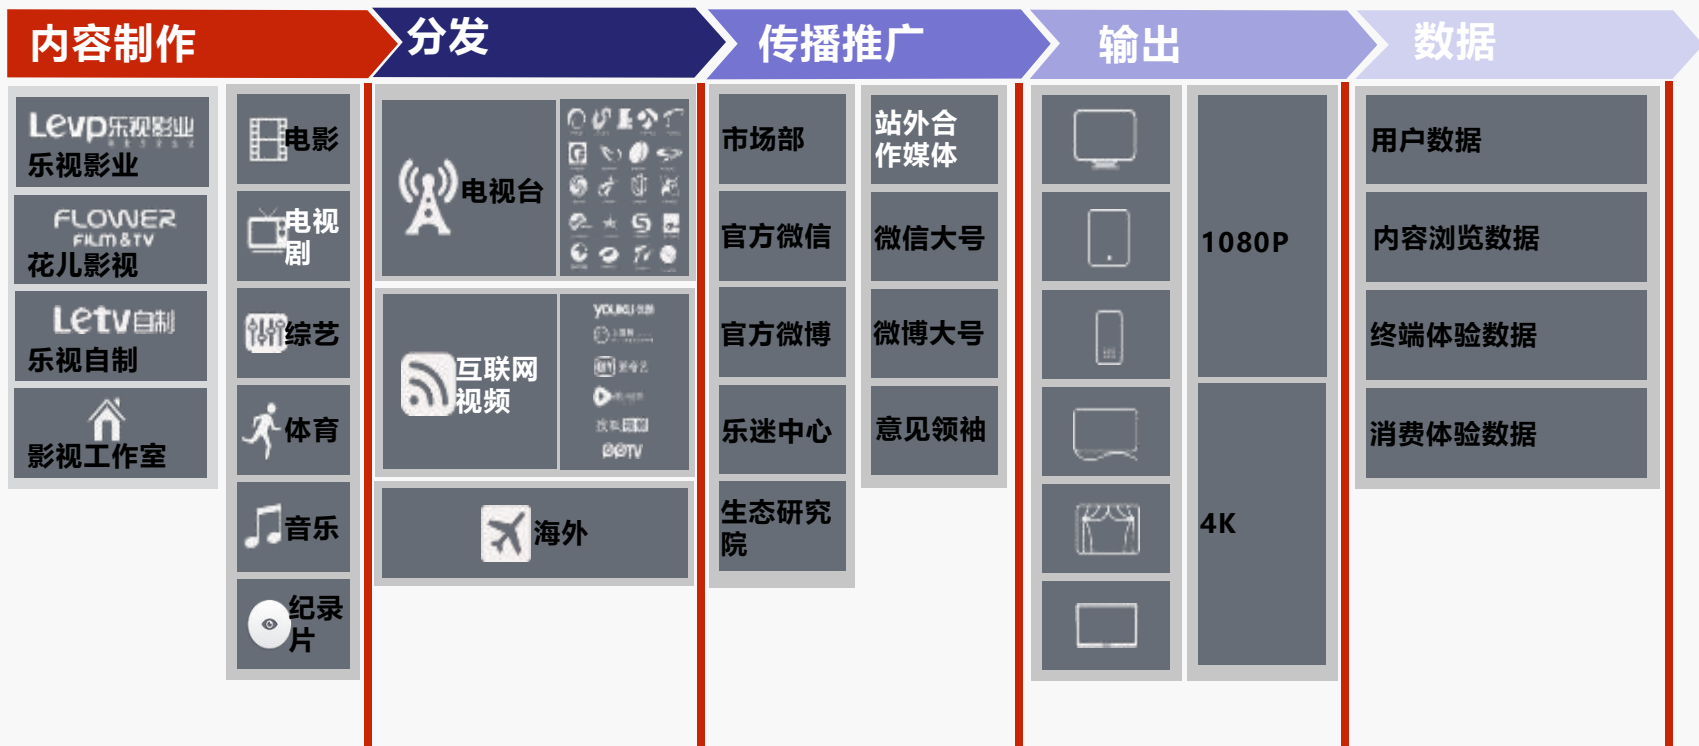 内容制作
分发
传播推广
输出
数据
Levp乐视影业
乐视影业
FLOWER
FILM & TV
花儿影视
Letv自制
乐视自制
影视工作室
电影
电视
剧
综艺
体育
音乐
纪录
片
电视台
互联网
视频
YOUKU
PPTV
海外
市场部
官方微信
官方微博
乐迷中心
生态研究
院
站外合
作媒体
微信大号
微博大号
意见领袖
1080P
4K
用户数据
内容浏览数据
终端体验数据
消费体验数据